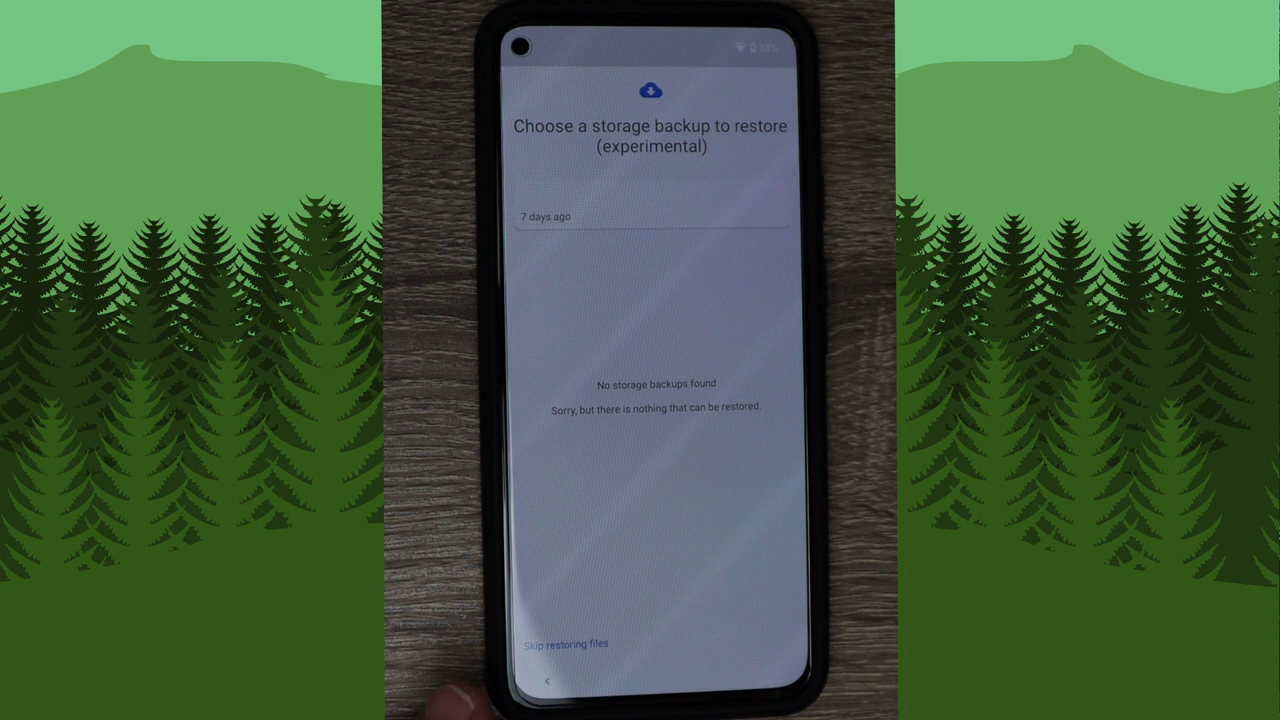 38%
Choose a storage backup to restore
(experimental)
7 days ago
No storage backups found
Sorry, but there is nothing that can be restored.
Skip restoring files